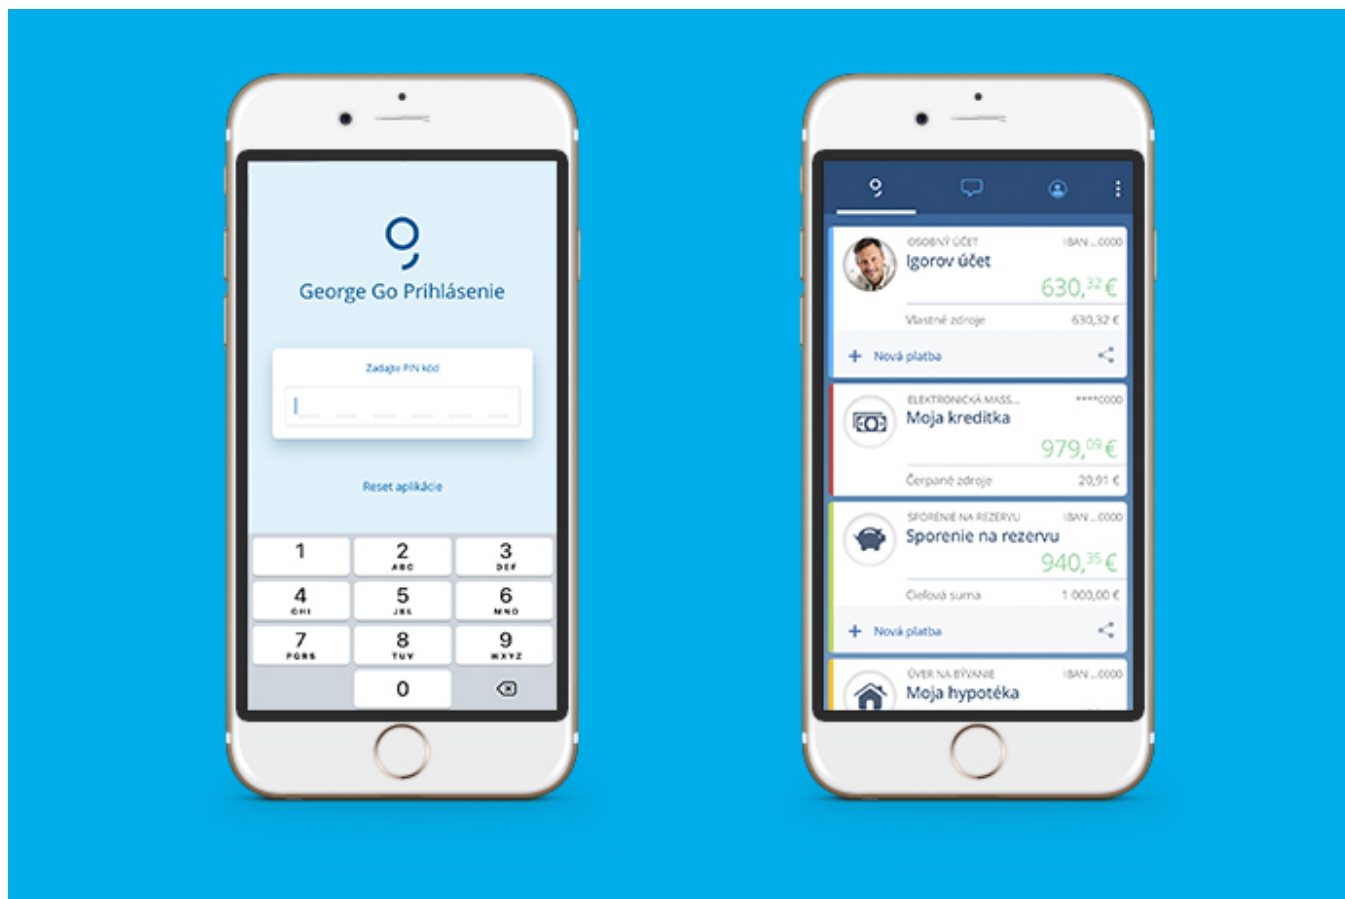 George Go Prihlásenie
Zadajte PIN kód
Reset aplikácie
1
2
ABC
3
DEF
4
GHI
5
JKL
6
MNO
7
PQRS
8
TUV
9
WXYZ
0
OSOBNÝ ÚČET IBAN ...0000
Igorov účet
630,32 €
Vlastné zdroje 630,32 €
+ Nová platba
ELEKTRONICKÁ MASS... ****0000
Moja kreditka
979,09 €
Čerpané zdroje 20,91 €
SPORENIE NA REZERVU IBAN ...0000
Sporenie na rezervu
940,35 €
Cieľová suma 1 000,00 €
+ Nová platba
ÚVER NA BÝVANIE IBAN ...0000
Moja hypotéka